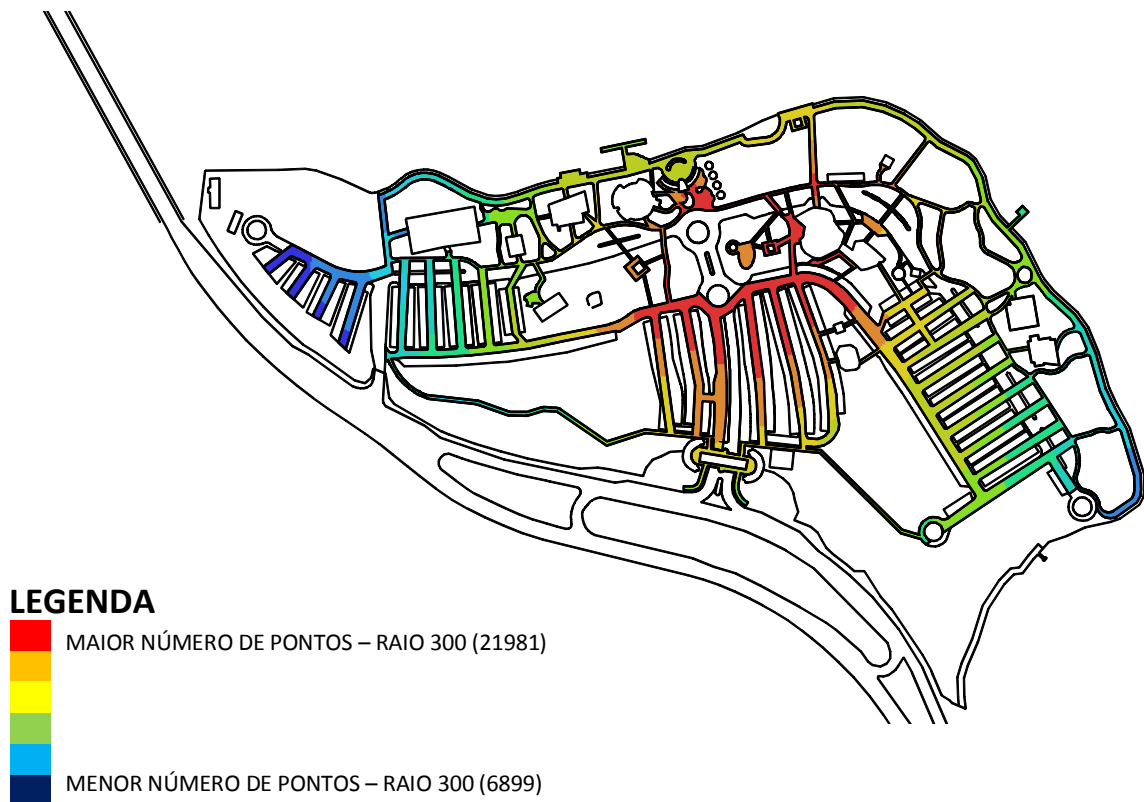 LEGENDA
MAIOR NÚMERO DE PONTOS – RAIO 300 (21981)
MENOR NÚMERO DE PONTOS – RAIO 300 (6899)